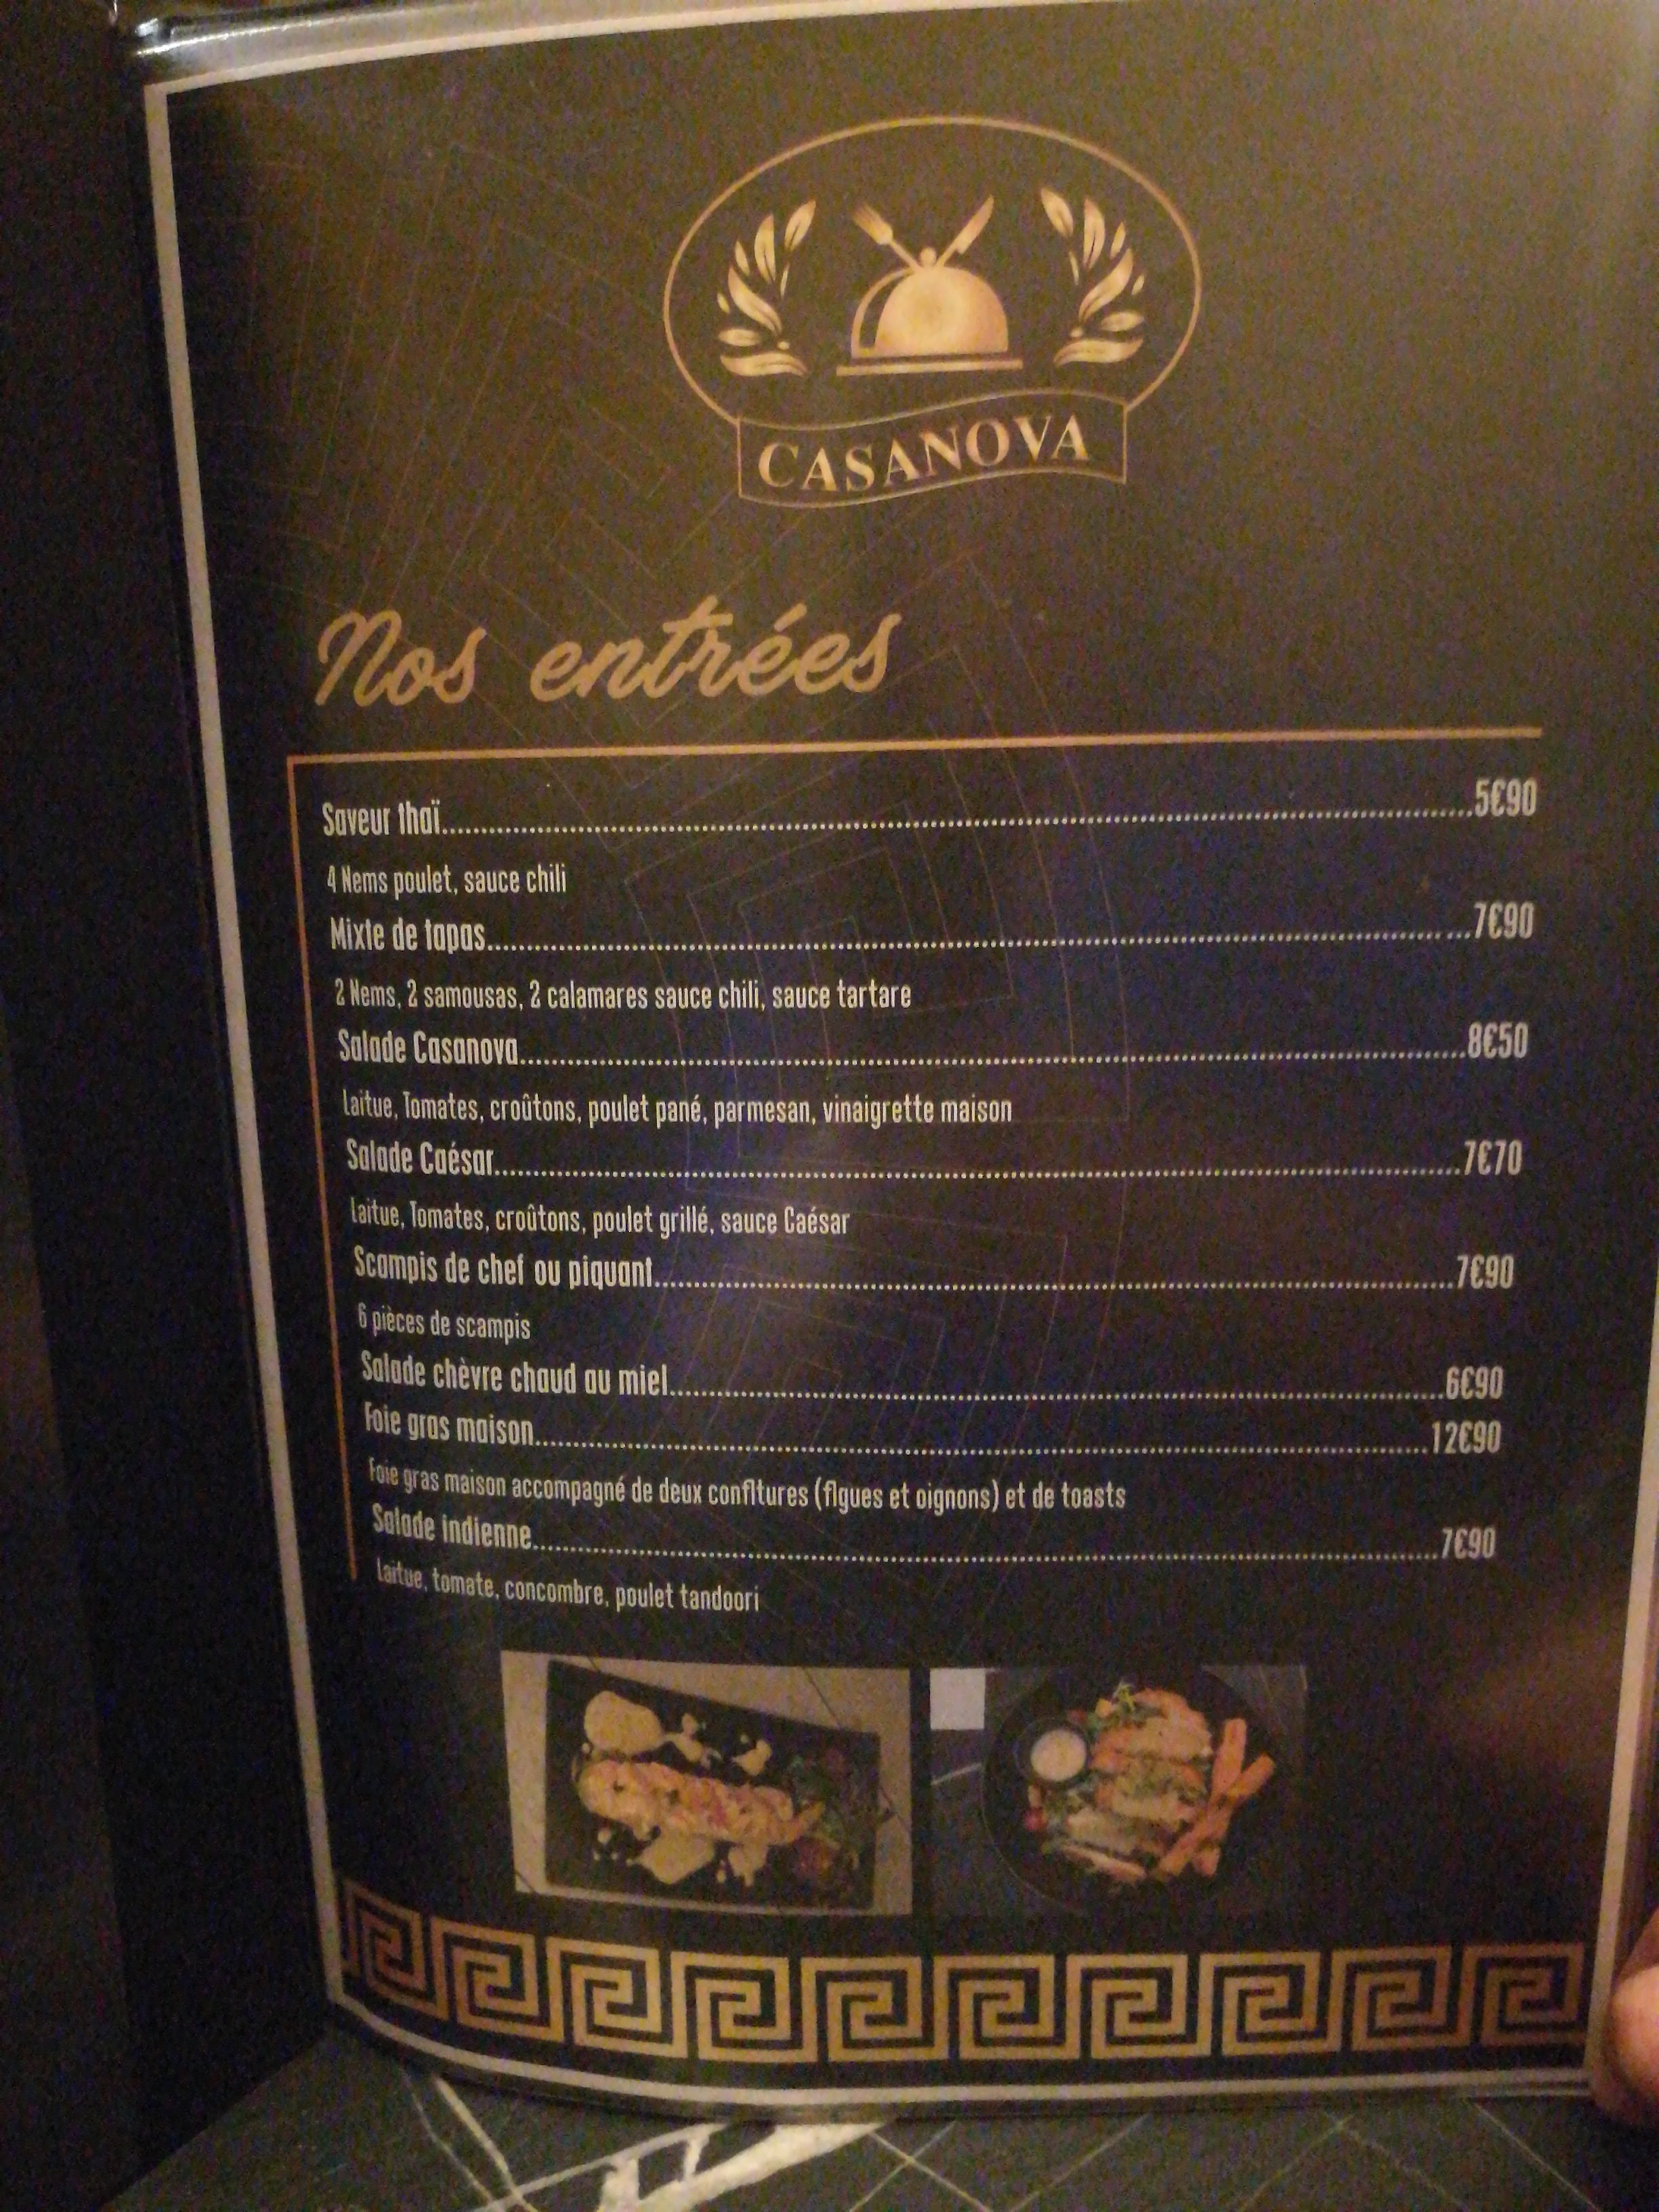 CASANOVA
Nos entrées
Saveur thaï.....5€90
4 Nems poulet, sauce chili
Mixte de tapas.....7€90
2 Nems, 2 samousas, 2 calamares sauce chili, sauce tartare
Salade Casanova.....8€50
Laitue, Tomates, croûtons, poulet pané, parmesan, vinaigrette maison
Salade Caésar.....7€70
Laitue, Tomates, croûtons, poulet grillé, sauce Caésar
Scampis de chef ou piquant.....7€90
6 pièces de scampis
Salade chèvre chaud au miel.....6€90
Foie gras maison.....12€90
Foie gras maison accompagné de deux confitures (figues et oignons) et de toasts
Salade indienne.....7€90
Laitue, tomate, concombre, poulet tandoori